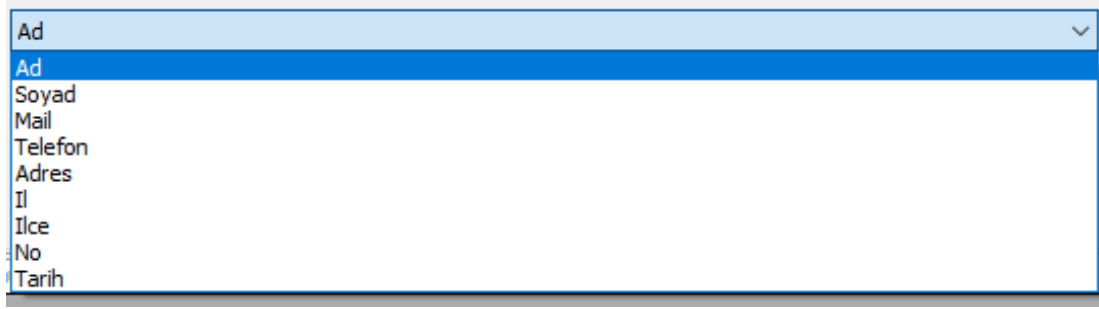 Ad
Ad
Soyad
Mail
Telefon
Adres
Il
Ilce
No
Tarih